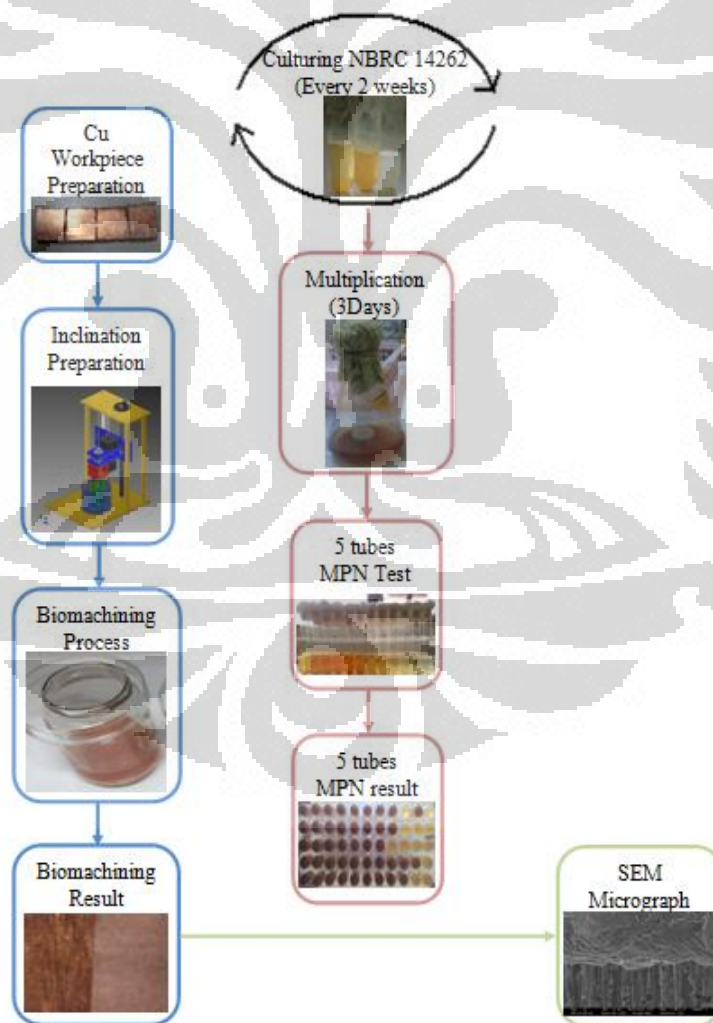 Culturing NBRC 14262
(Every 2 weeks)
Cu
Workpiece
Preparation
Inclination
Preparation
Biomachining
Process
Biomachining
Result
Multiplication
(3Days)
5 tubes
MPN Test
5 tubes
MPN result
SEM
Micrograph